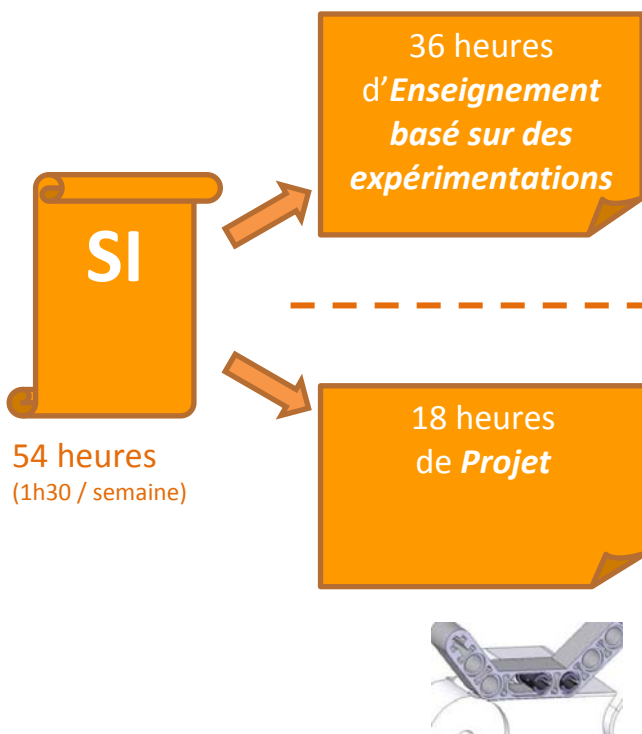 36 heures
d'Enseignement
basé sur des
expérimentations
SI
54 heures
(1h30 / semaine)
18 heures
de Projet